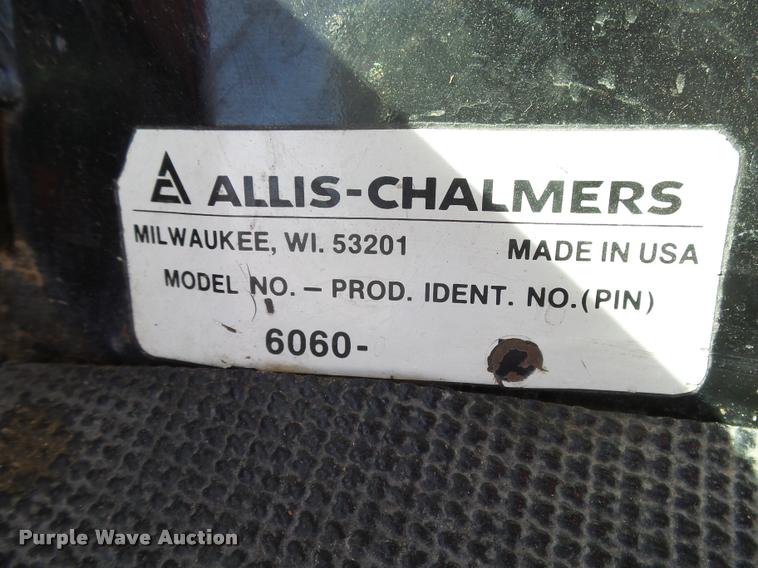 ALLIS-CHALMERS
MILWAUKEE, WI. 53201 MADE IN USA
MODEL NO. – PROD. IDENT. NO. (PIN)
6060-
Purple Wave Auction